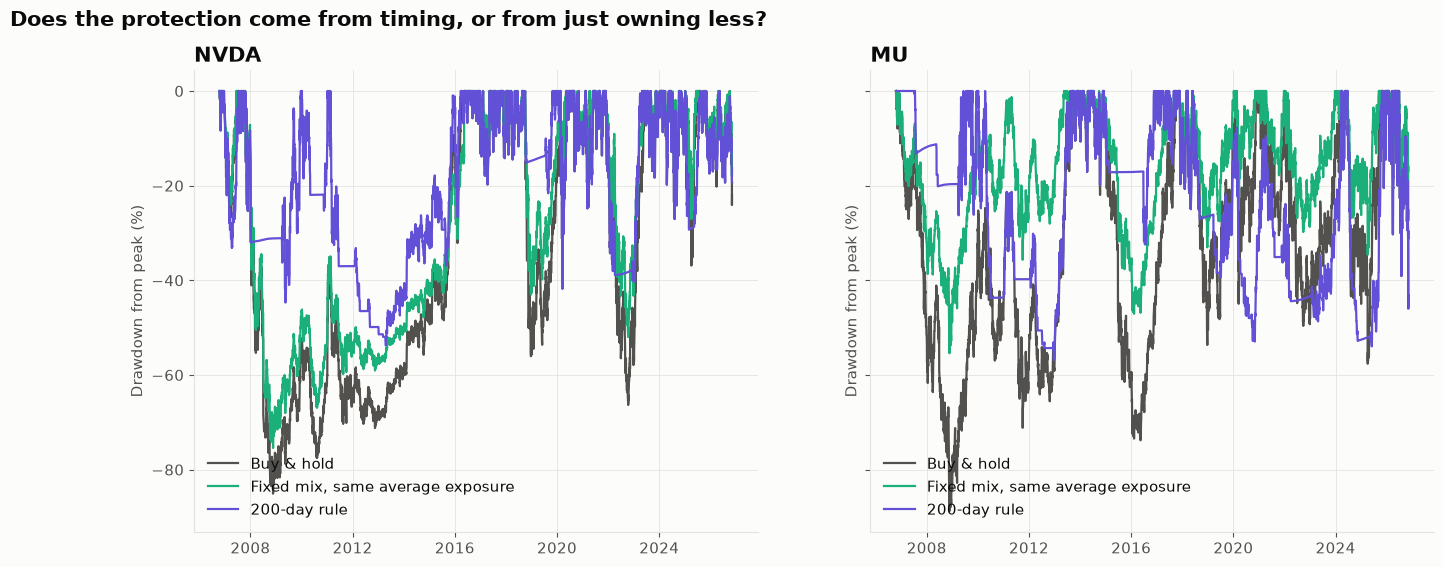 Does the protection come from timing, or from just owning less?
NVDA
Drawdown from peak (%)
0
−20
−40
−60
−80
Buy & hold
Fixed mix, same average exposure
200-day rule
2008 2012 2016 2020 2024
MU
Drawdown from peak (%)
Buy & hold
Fixed mix, same average exposure
200-day rule
2008 2012 2016 2020 2024